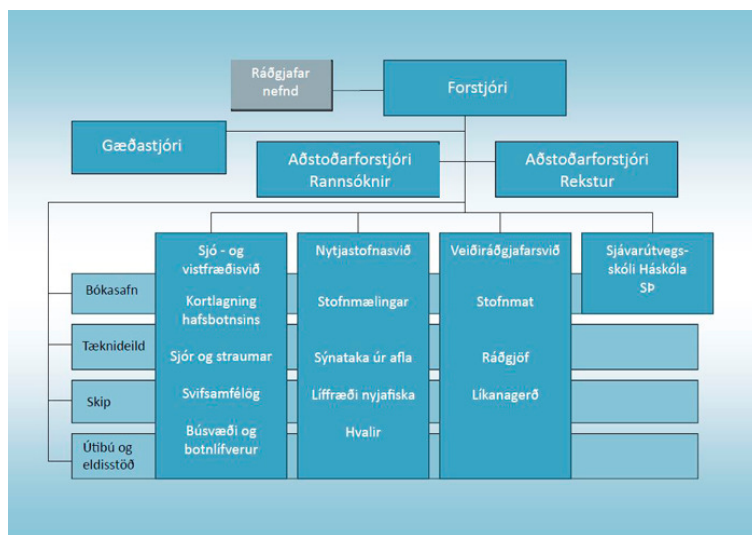 Ráðgjafar
nefnd
Forstjóri
Gæðastjóri
Aðstoðarforstjóri
Rannsóknir
Aðstoðarforstjóri
Rekstur
Sjó - og
vistfræðisvið
Nytjastofnasvið
Veiðiráðgjafarsvið
Sjávarútvegs-
skóli Háskóla
SÞ
Bókasafn
Kortlagning
hafsbotnsins
Stofnmælingar
Stofnmat
Tæknideild
Sjór og straumar
Sýnataka úr afla
Ráðgjöf
Skip
Svifsamfélög
Líffræði nyjafiska
Líkanagerð
Útibú og
eldisstöð
Búsvæði og
botnlífverur
Hvalir